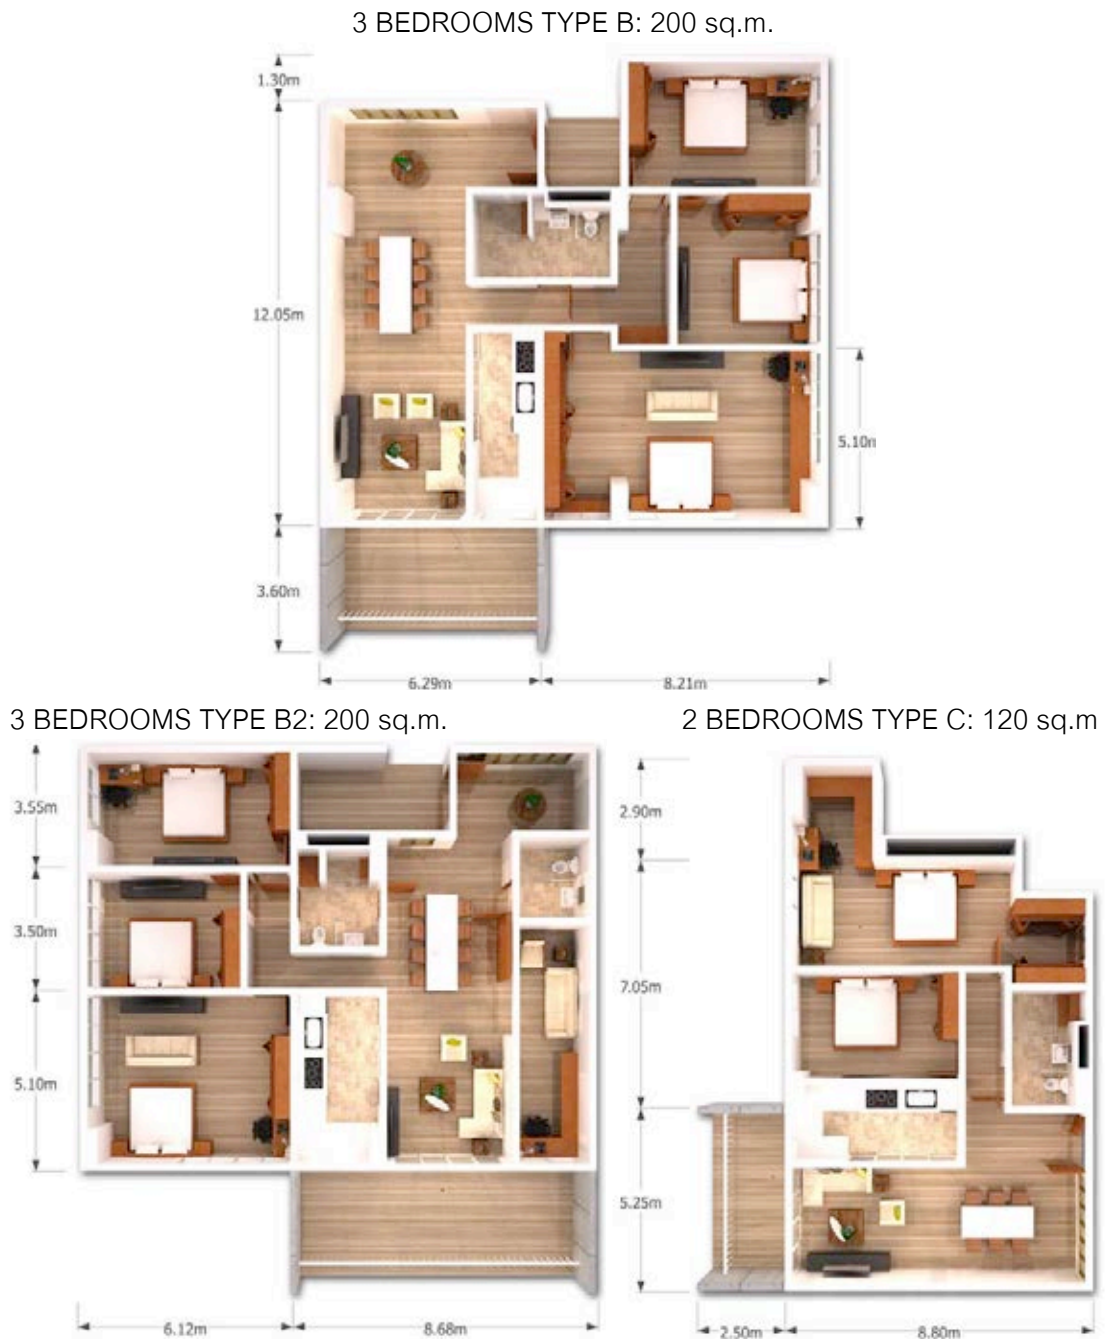 3 BEDROOMS TYPE B: 200 sq.m.
1.30m
12.05m
5.10m
3.60m
6.29m
8.21m
3 BEDROOMS TYPE B2: 200 sq.m.
2 BEDROOMS TYPE C: 120 sq.m
3.55m
3.50m
5.10m
6.12m
8.68m
2.90m
7.05m
5.25m
2.50m
8.80m